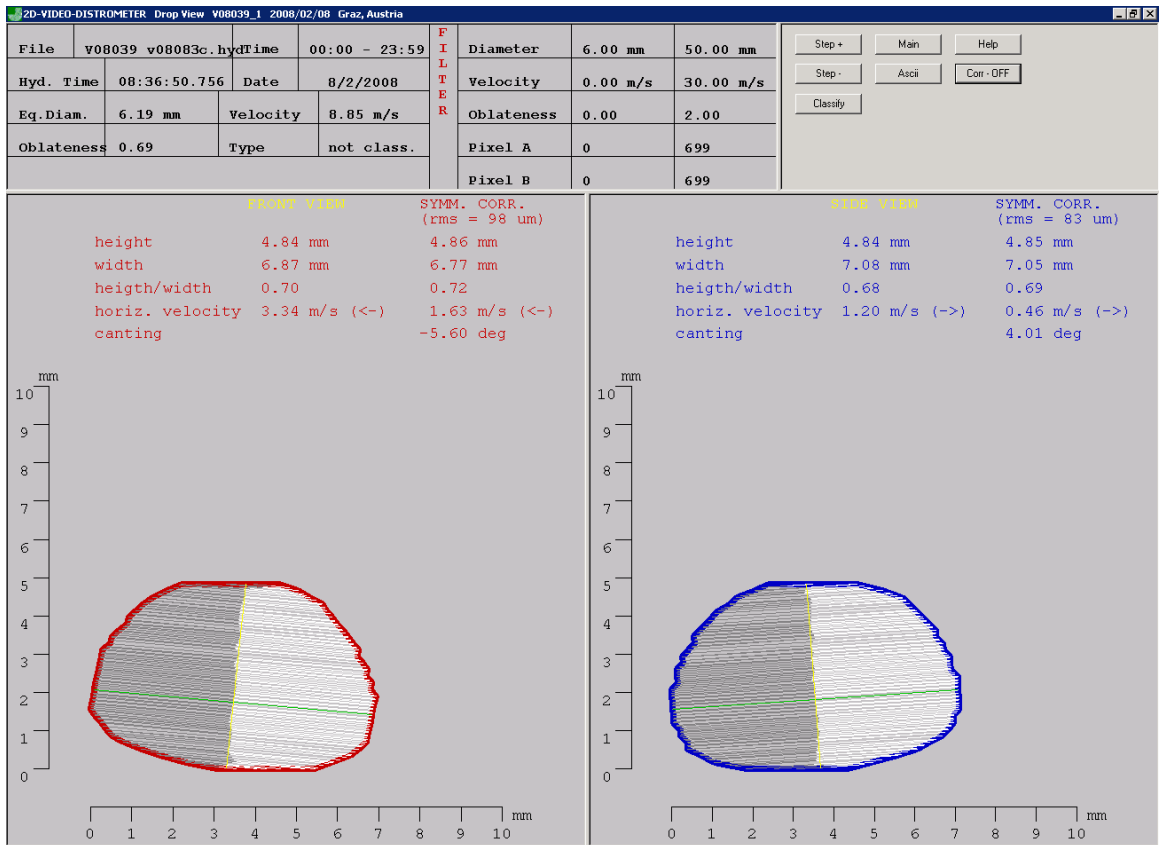 2D-VIDEO-DISTROMETER Drop View V08039_1 2008/02/08 Graz, Austria
File V08039 v08083c.hydTime 00:00 - 23:59
Hyd. Time 08:36:50.756 Date 8/2/2008
Eq.Diam. 6.19 mm Velocity 8.85 m/s
Oblateness 0.69 Type not class.
F
I
L
T
E
R
Diameter 6.00 mm 50.00 mm
Velocity 0.00 m/s 30.00 m/s
Oblateness 0.00 2.00
Pixel A 0 699
Pixel B 0 699
Step + Main Help
Step - Ascii Corr - OFF
Classify
FRONT VIEW SYMM. CORR.
(rms = 98 um)
height 4.84 mm 4.86 mm
width 6.87 mm 6.77 mm
heigth/width 0.70 0.72
horiz. velocity 3.34 m/s (<-) 1.63 m/s (<-)
canting -5.60 deg
mm
10
9
8
7
6
5
4
3
2
1
0
mm
0 1 2 3 4 5 6 7 8 9 10
SIDE VIEW SYMM. CORR.
(rms = 83 um)
height 4.84 mm 4.85 mm
width 7.08 mm 7.05 mm
heigth/width 0.68 0.69
horiz. velocity 1.20 m/s (->) 0.46 m/s (->)
canting 4.01 deg
mm
10
9
8
7
6
5
4
3
2
1
0
mm
0 1 2 3 4 5 6 7 8 9 10